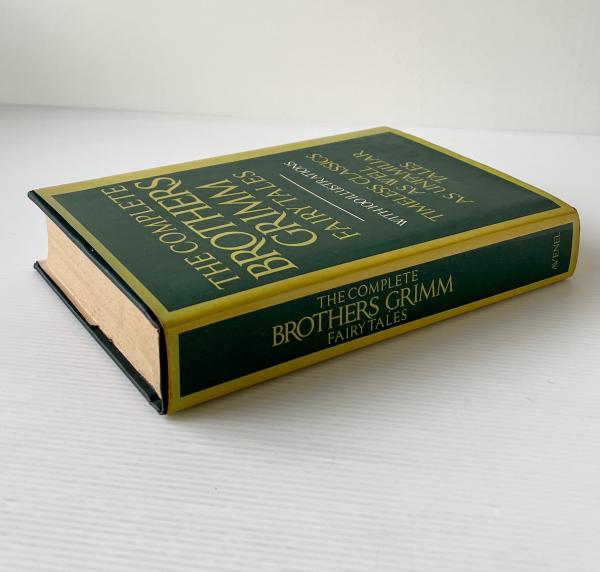 THE COMPLETE
BROTHERS
GRIMM
FAIRY TALES
WITH 100 ILLUSTRATIONS
TIMELESS CLASSICS
AS WELL
AS UNFAMILIAR
TALES
THE COMPLETE
BROTHERS GRIMM
FAIRY TALES
AVENEL